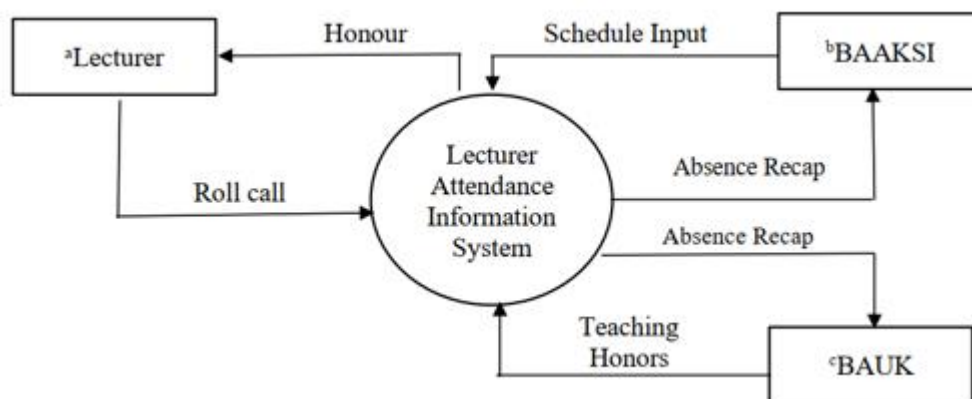 Honour
Schedule Input
ᵃLecturer
ᵇBAAKSI
Lecturer
Attendance
Information
System
Absence Recap
Roll call
Absence Recap
Teaching
Honors
ᶜBAUK